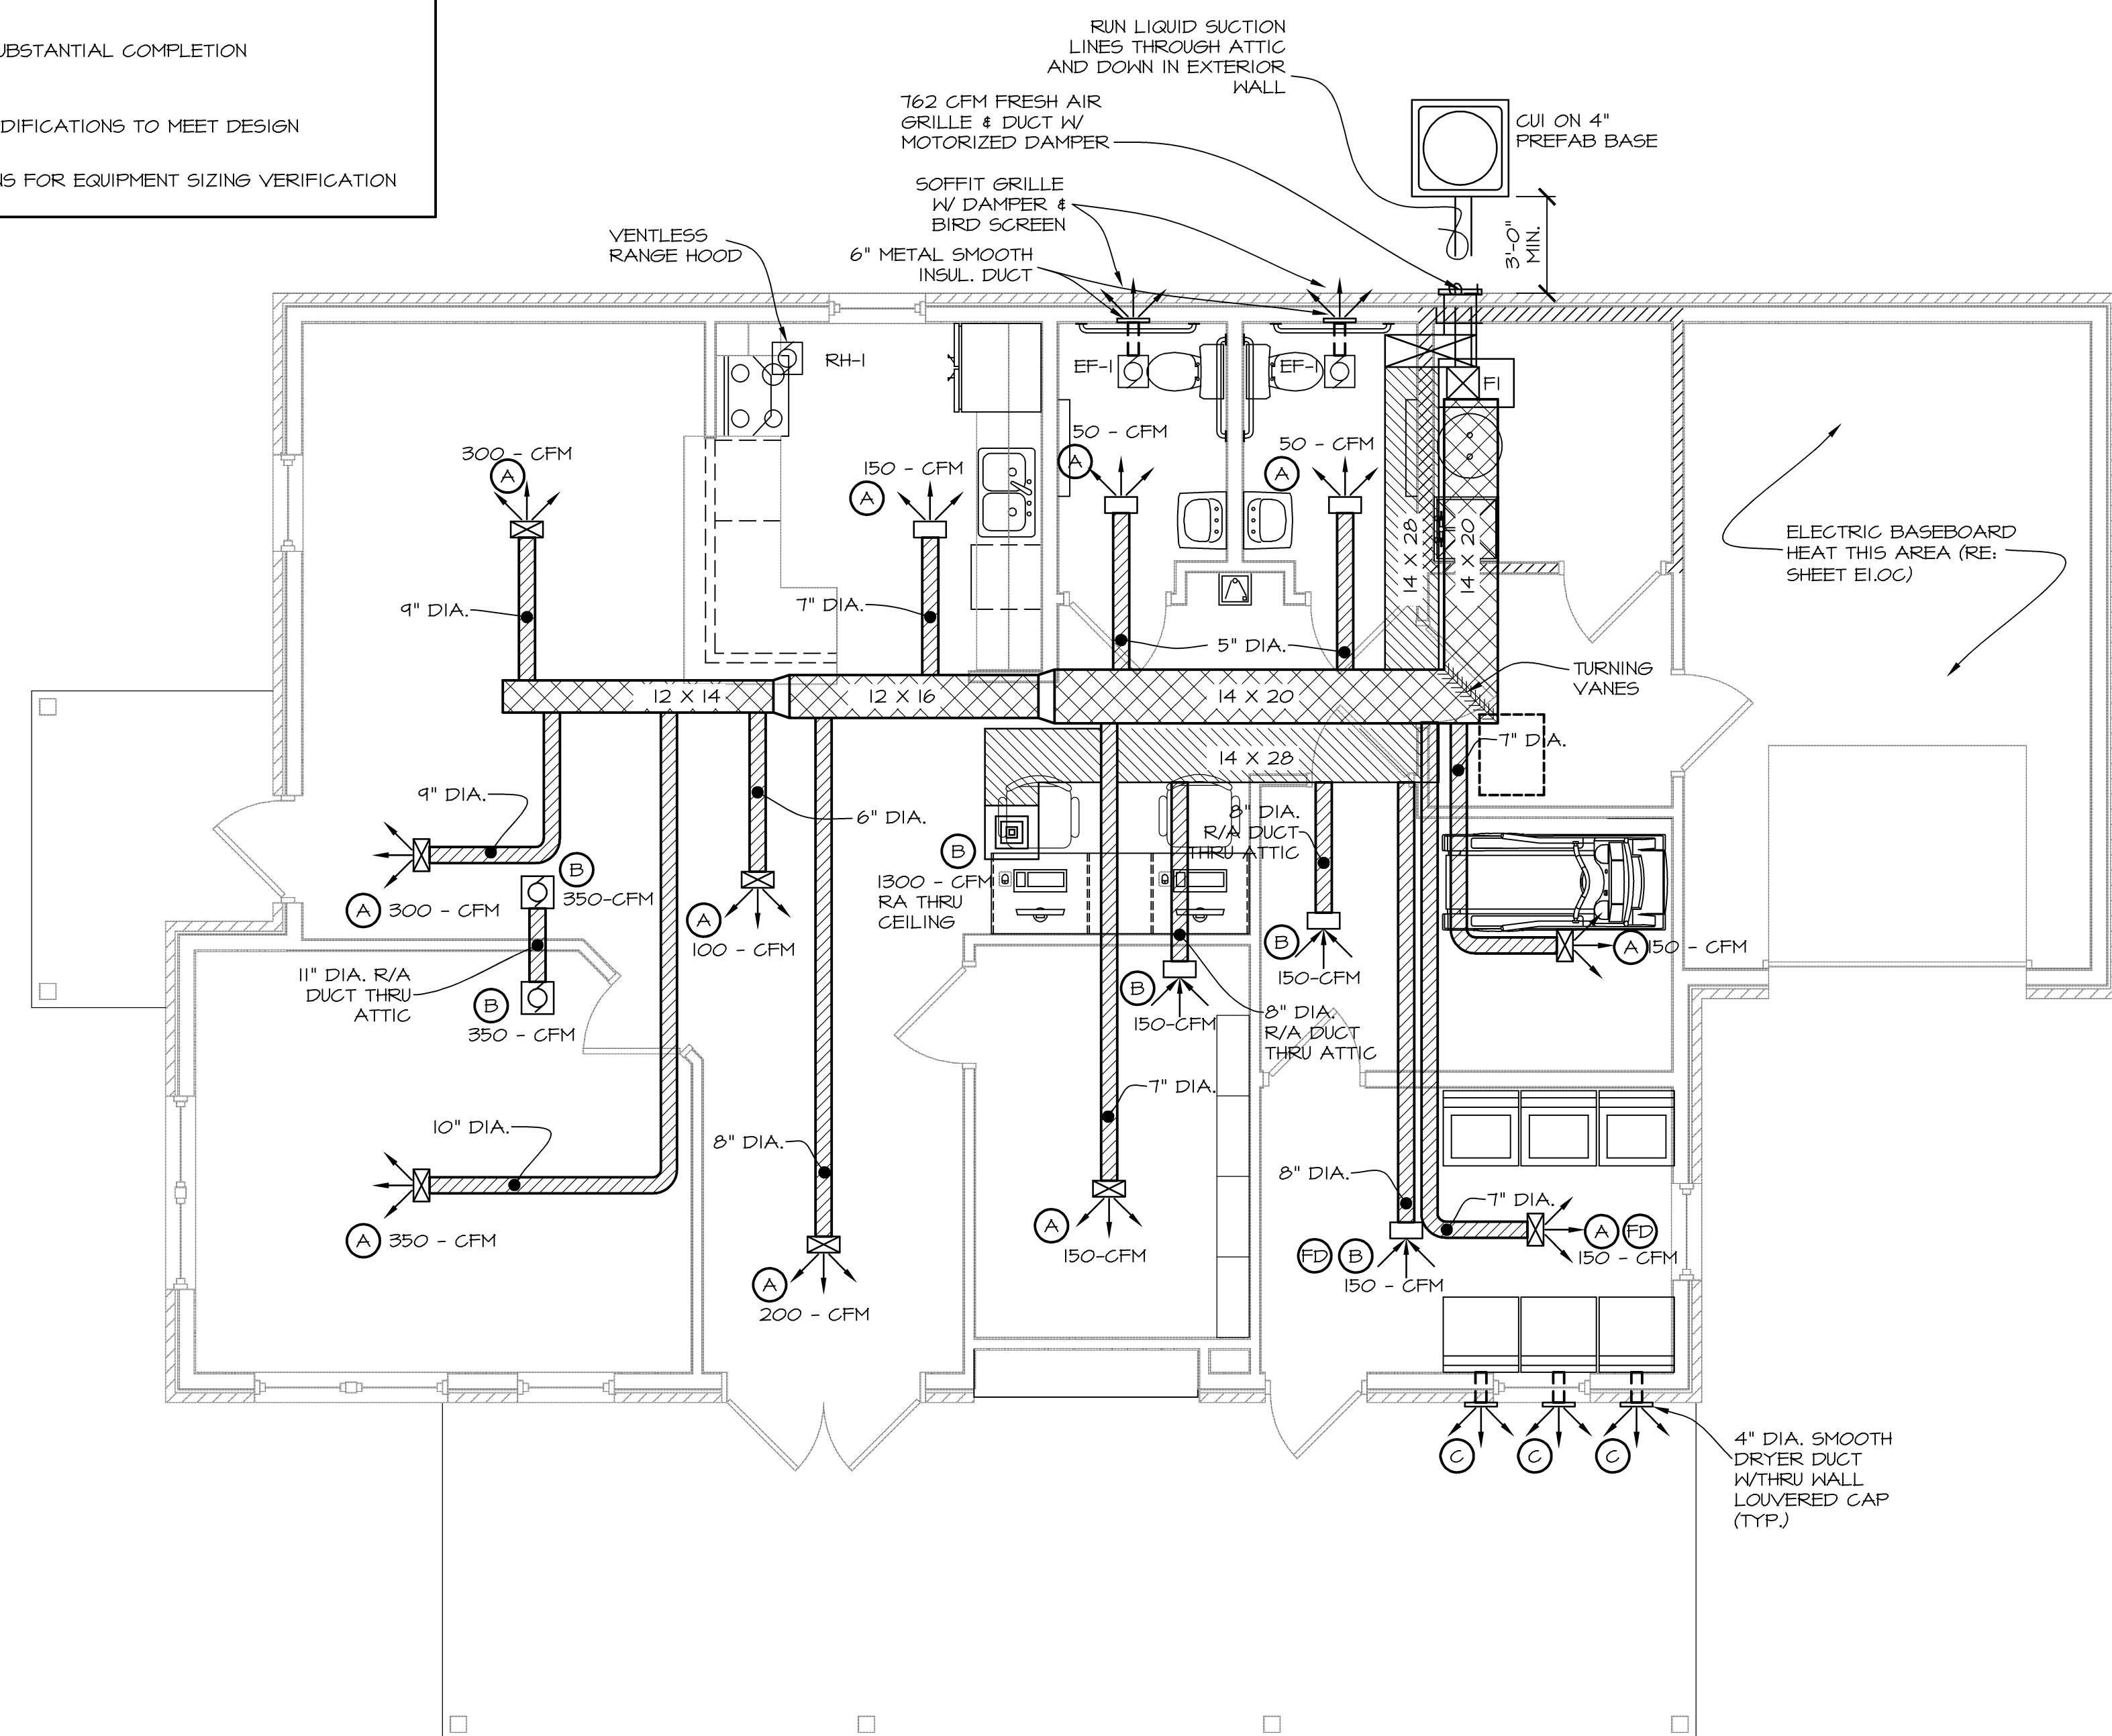 UBSTANTIAL COMPLETION
DIFICATIONS TO MEET DESIGN
NS FOR EQUIPMENT SIZING VERIFICATION
RUN LIQUID SUCTION
LINES THROUGH ATTIC
AND DOWN IN EXTERIOR
WALL
762 CFM FRESH AIR
GRILLE & DUCT W/
MOTORIZED DAMPER
CU1 ON 4"
PREFAB BASE
SOFFIT GRILLE
W/ DAMPER &
BIRD SCREEN
3'-0"
MIN.
VENTLESS
RANGE HOOD
6" METAL SMOOTH
INSUL. DUCT
RH-1
EF-1
EF-1
F1
300 - CFM
A
150 - CFM
A
50 - CFM
A
50 - CFM
A
14 X 28
14 X 20
ELECTRIC BASEBOARD
HEAT THIS AREA (RE:
SHEET E1.0C)
9" DIA.
7" DIA.
5" DIA.
TURNING
VANES
12 X 14
12 X 16
14 X 20
7" DIA.
14 X 28
9" DIA.
6" DIA.
8" DIA.
R/A DUCT
THRU ATTIC
B
350-CFM
A
300 - CFM
A
100 - CFM
B
1300 - CFM
RA THRU
CEILING
B
150-CFM
A
150 - CFM
11" DIA. R/A
DUCT THRU
ATTIC
B
350 - CFM
B
150-CFM
8" DIA.
R/A DUCT
THRU ATTIC
7" DIA.
10" DIA.
8" DIA.
8" DIA.
7" DIA.
A
350 - CFM
A
150-CFM
FD
B
150 - CFM
A
FD
150 - CFM
A
200 - CFM
C
C
C
4" DIA. SMOOTH
DRYER DUCT
W/THRU WALL
LOUVERED CAP
(TYP.)